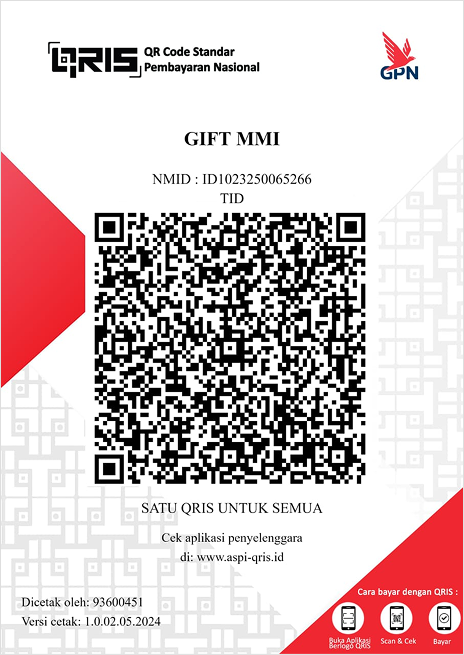 QRIS QR Code Standar
Pembayaran Nasional
GPN
GIFT MMI
NMID : ID1023250065266
TID
SATU QRIS UNTUK SEMUA
Cek aplikasi penyelenggara
di: www.aspi-qris.id
Dicetak oleh: 93600451
Versi cetak: 1.0.02.05.2024
Cara bayar dengan QRIS :
Buka Aplikasi
Berlogo QRIS
Scan & Cek
Bayar